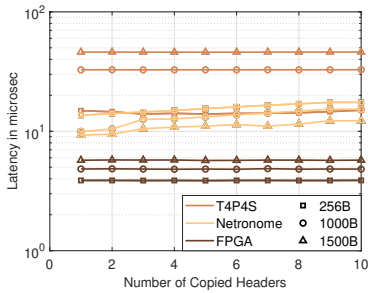 10^2
10^1
10^0
Latency in microsec
T4P4S
256B
Netronome
1000B
FPGA
1500B
0 2 4 6 8 10
Number of Copied Headers